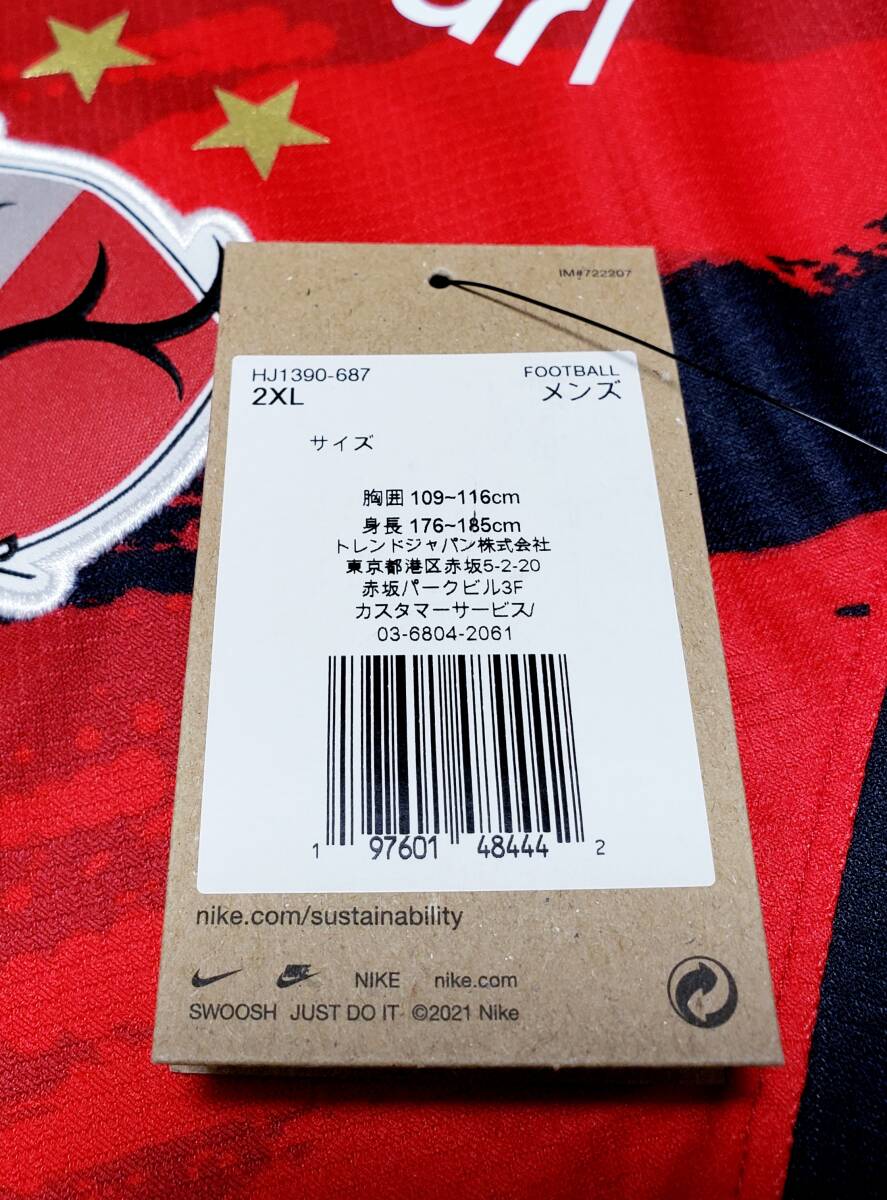 IM#722207
HJ1390-687
FOOTBALL
2XL
メンズ
サイズ
胸囲 109~116cm
身長 176~185cm
トレンドジャパン株式会社
東京都港区赤坂5-2-20
赤坂パークビル3F
カスタマーサービス/
03-6804-2061
1 97601 48444 2
nike.com/sustainability
NIKE nike.com
SWOOSH JUST DO IT ©2021 Nike